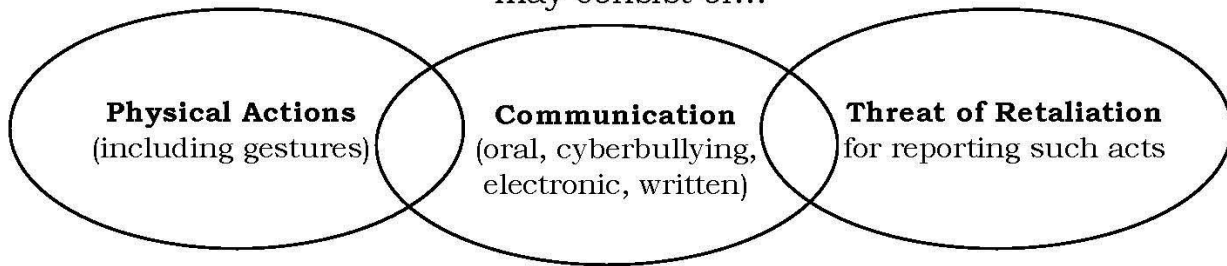 may consist of...
Physical Actions
(including gestures)
Communication
(oral, cyberbullying,
electronic, written)
Threat of Retaliation
for reporting such acts